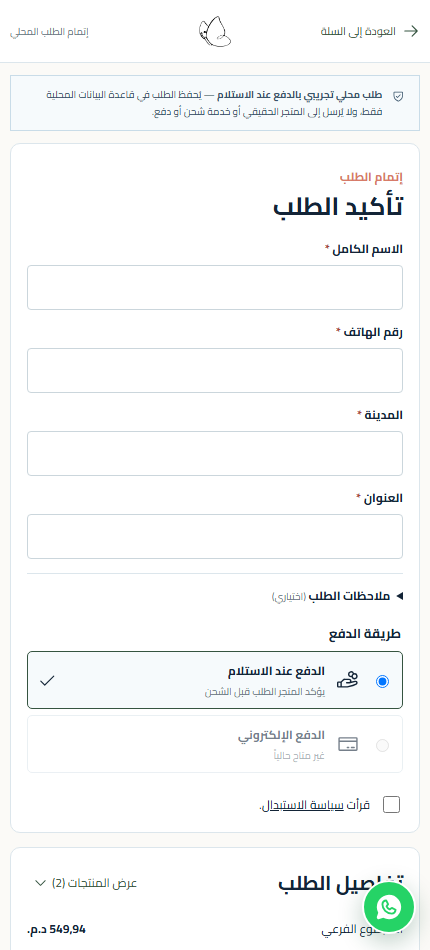 العودة إلى السلة
إتمام الطلب المحلي
طلب محلي تجريبي بالدفع عند الاستلام — يُحفظ الطلب في قاعدة البيانات المحلية
فقط، ولا يُرسل إلى المتجر الحقيقي أو خدمة شحن أو دفع.
إتمام الطلب
تأكيد الطلب
الاسم الكامل *
رقم الهاتف *
المدينة *
العنوان *
ملاحظات الطلب (اختياري)
طريقة الدفع
الدفع عند الاستلام
يؤكد المتجر الطلب قبل الشحن
الدفع الإلكتروني
غير متاح حالياً
قرأت سياسة الاستبدال.
تفاصيل الطلب
عرض المنتجات (2)
الفرعي
549,94 د.م.